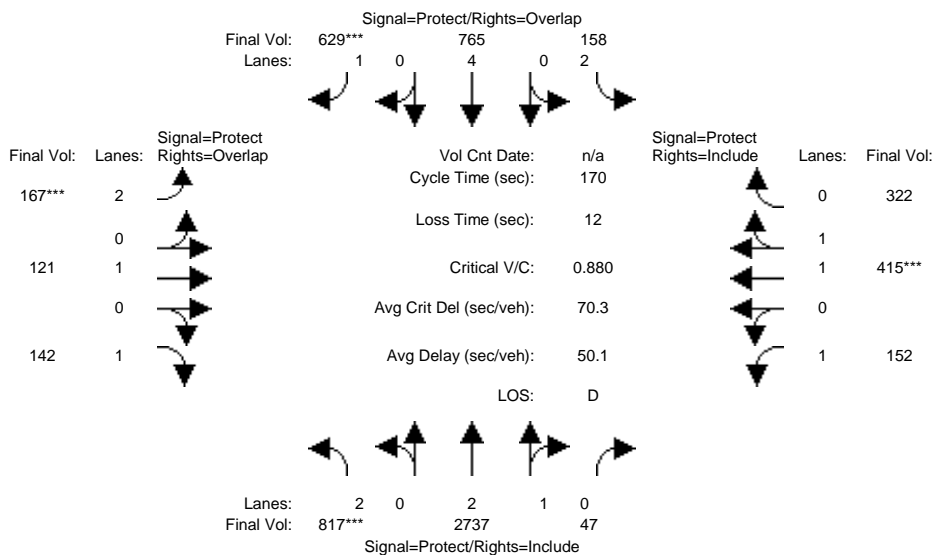 Signal=Protect/Rights=Overlap
Final Vol: 629*** 765 158
Lanes: 1 0 4 0 2
Signal=Protect Signal=Protect
Final Vol: Lanes: Rights=Overlap Vol Cnt Date: n/a Rights=Include Lanes: Final Vol:
Cycle Time (sec): 170
167*** 2 0 322
Loss Time (sec): 12
0 1
121 1 Critical V/C: 0.880 1 415***
0 Avg Crit Del (sec/veh): 70.3 0
142 1 Avg Delay (sec/veh): 50.1 1 152
LOS: D
Lanes: 2 0 2 1 0
Final Vol: 817*** 2737 47
Signal=Protect/Rights=Include